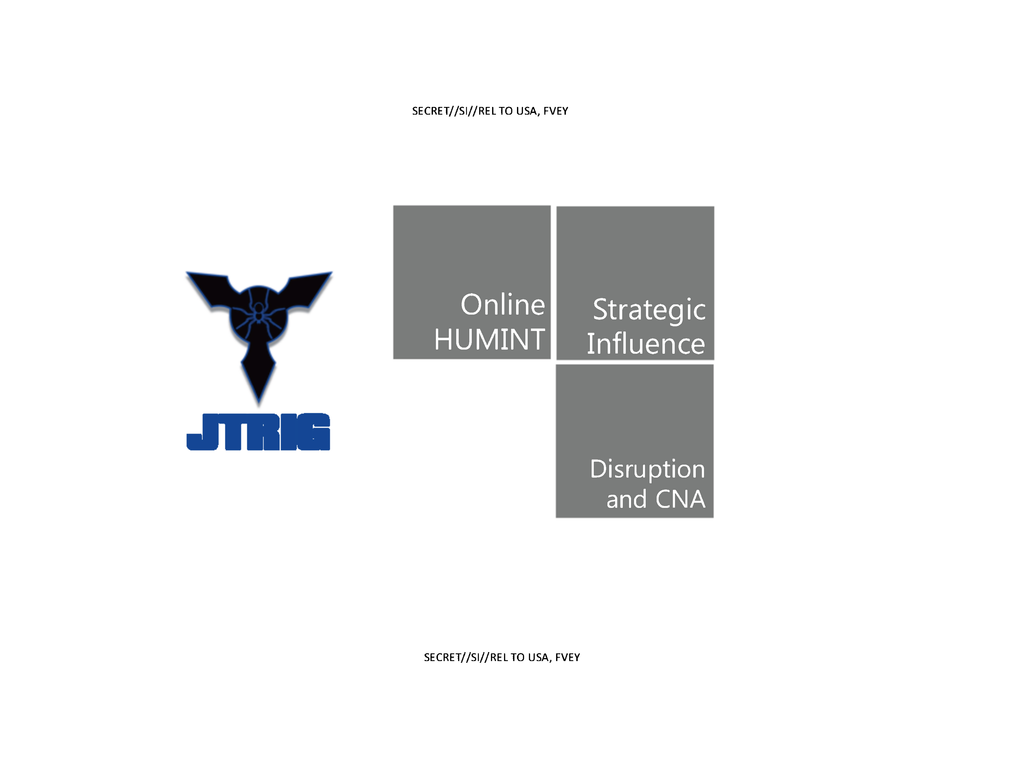 SECRET//SI//REL TO USA, FVEY
Online
HUMINT
Strategic
Influence
JTRIG
Disruption
and CNA
SECRET//SI//REL TO USA, FVEY